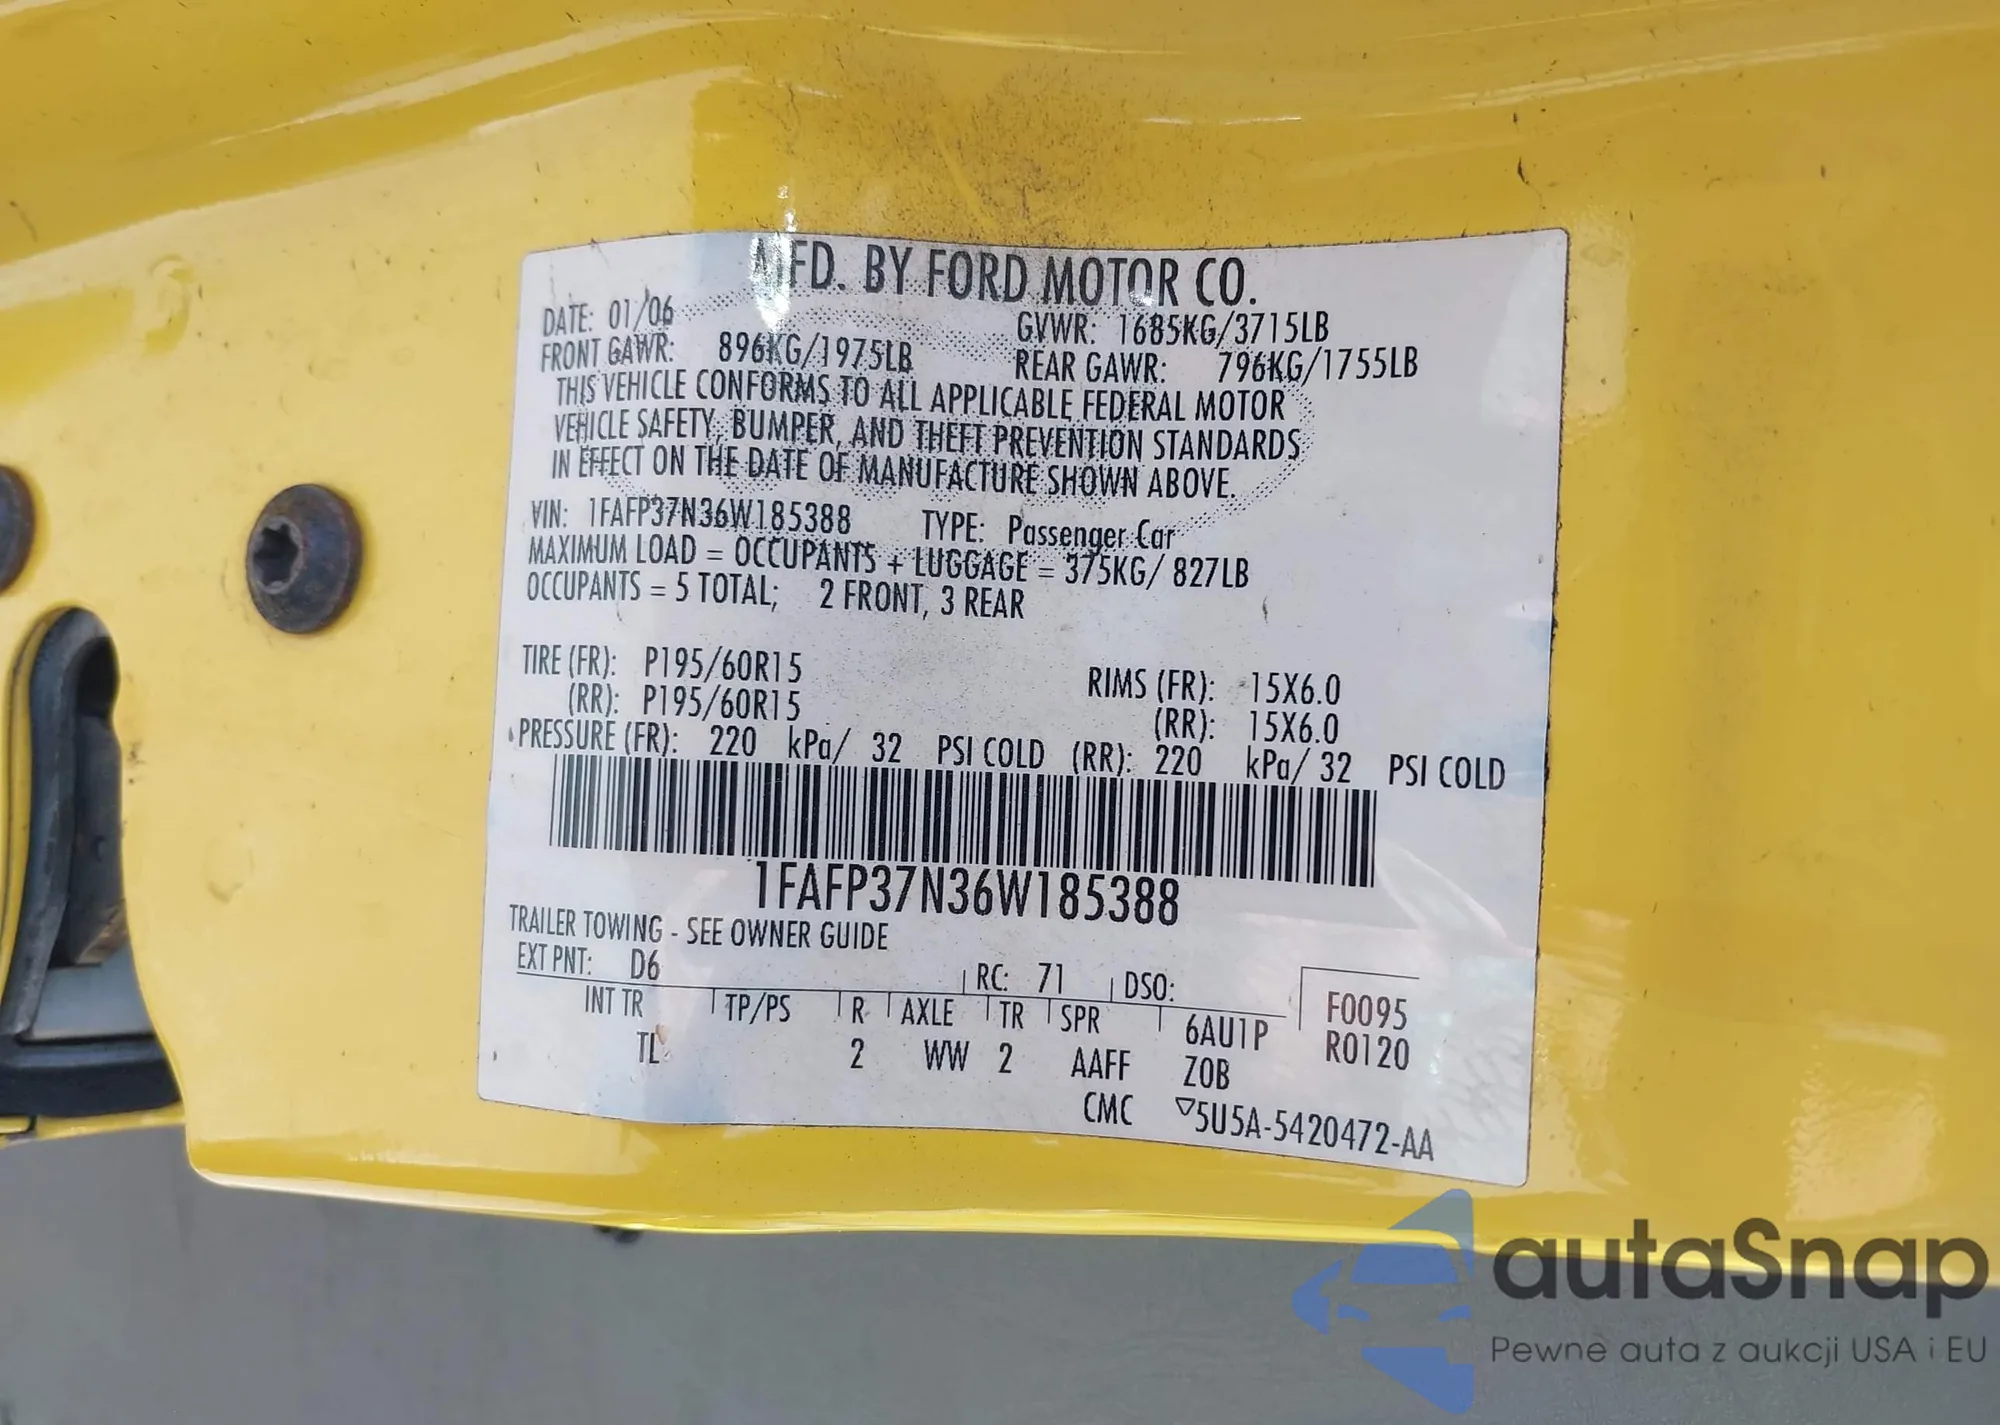 MFD. BY FORD MOTOR CO.
DATE: 01/06 GVWR: 1685KG/3715LB
FRONT GAWR: 896KG/1975LB REAR GAWR: 796KG/1755LB
THIS VEHICLE CONFORMS TO ALL APPLICABLE FEDERAL MOTOR
VEHICLE SAFETY, BUMPER, AND THEFT PREVENTION STANDARDS
IN EFFECT ON THE DATE OF MANUFACTURE SHOWN ABOVE.
VIN: 1FAFP37N36W185388 TYPE: Passenger Car
MAXIMUM LOAD = OCCUPANTS + LUGGAGE = 375KG/ 827LB
OCCUPANTS = 5 TOTAL; 2 FRONT, 3 REAR
TIRE (FR): P195/60R15 RIMS (FR): 15X6.0
(RR): P195/60R15 (RR): 15X6.0
PRESSURE (FR): 220 kPa/ 32 PSI COLD (RR): 220 kPa/ 32 PSI COLD
1FAFP37N36W185388
TRAILER TOWING - SEE OWNER GUIDE
EXT PNT: D6 RC: 71 DSO: F0095
INT TR TP/PS R AXLE TR SPR 6AU1P R0120
TL 2 WW 2 AAFF Z0B
CMC ▽5U5A-5420472-AA
autaSnap
Pewne auta z aukcji USA i EU